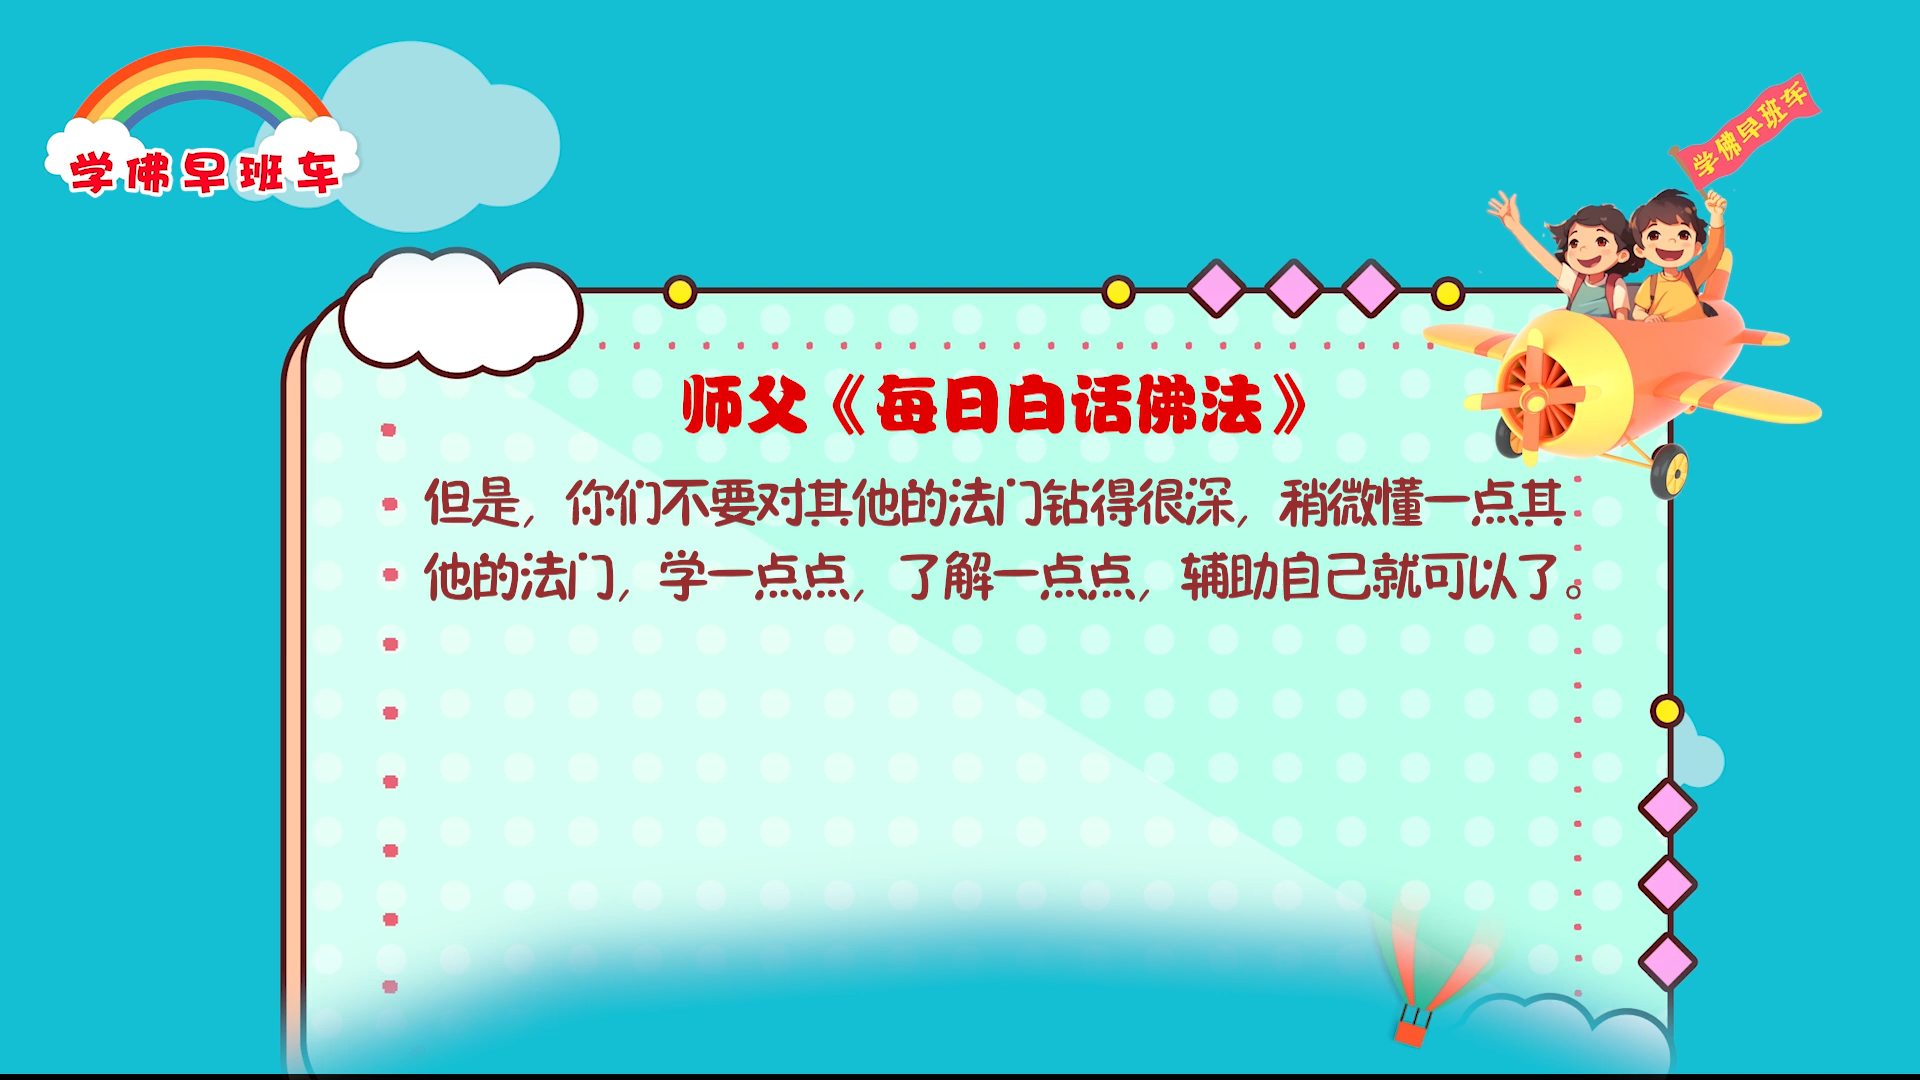 学佛早班车
学佛早班车
师父《每日白话佛法》
但是，你们不要对其他的法门钻得很深，稍微懂一点其
他的法门，学一点点，了解一点点，辅助自己就可以了。